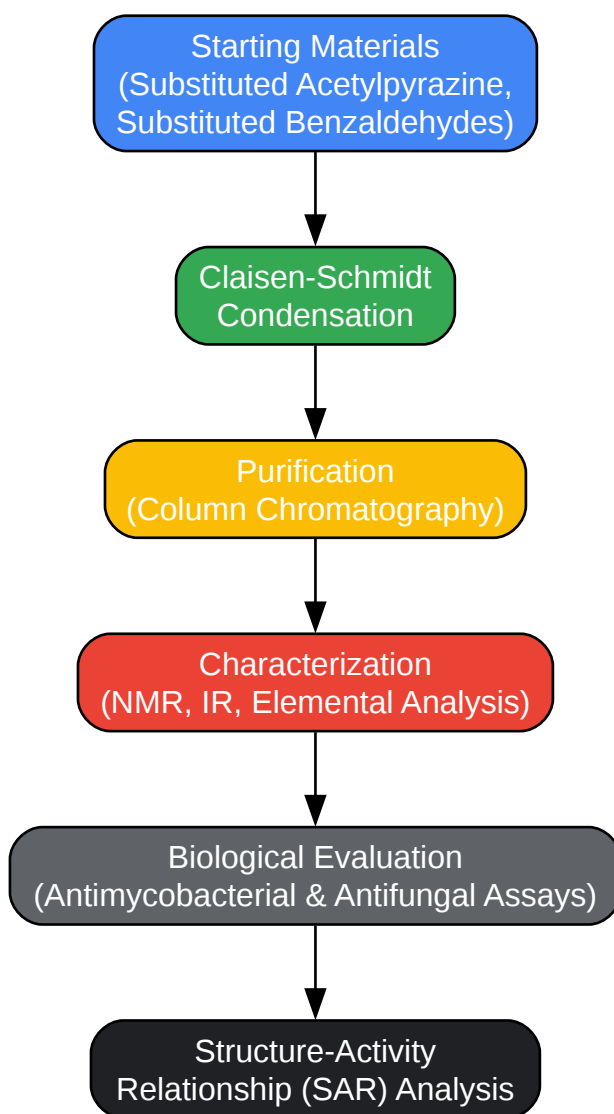 Starting Materials
(Substituted Acetylpyrazine,
Substituted Benzaldehydes)
Claisen-Schmidt
Condensation
Purification
(Column Chromatography)
Characterization
(NMR, IR, Elemental Analysis)
Biological Evaluation
(Antimycobacterial & Antifungal Assays)
Structure-Activity
Relationship (SAR) Analysis